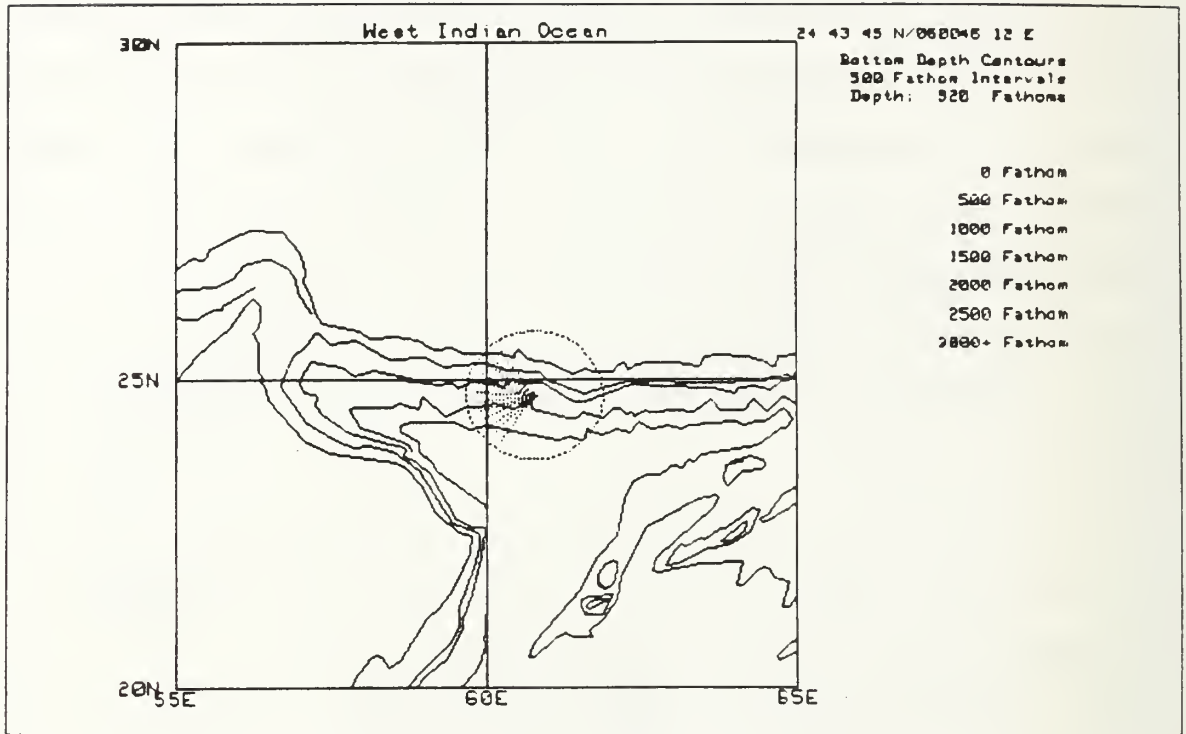 West Indian Ocean
24 43 45 N/060046 12 E
Bottom Depth Contours
500 Fathom Intervals
Depth: 920 Fathoms
0 Fathom
500 Fathom
1000 Fathom
1500 Fathom
2000 Fathom
2500 Fathom
3000+ Fathom
30N
25N
20N
55E
60E
65E